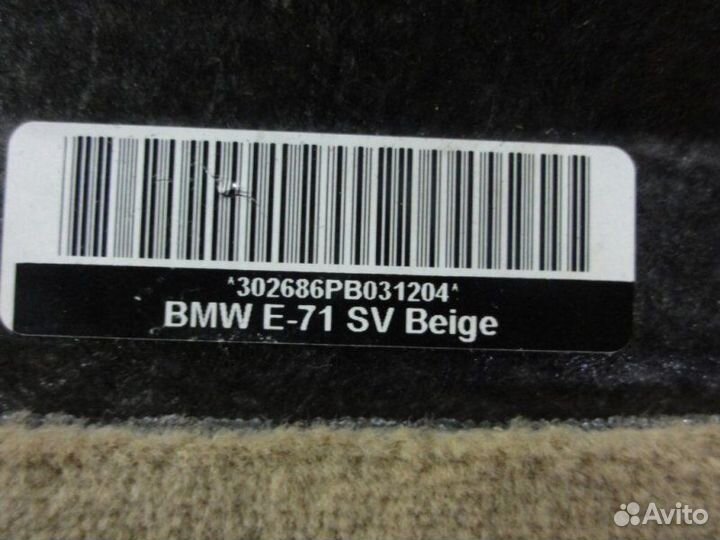 *302686PB031204*
BMW E-71 SV Beige
Avito